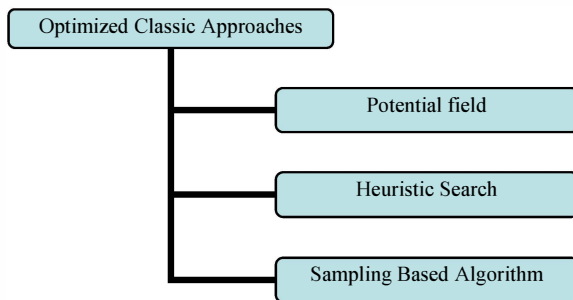 Optimized Classic Approaches
Potential field
Heuristic Search
Sampling Based Algorithm